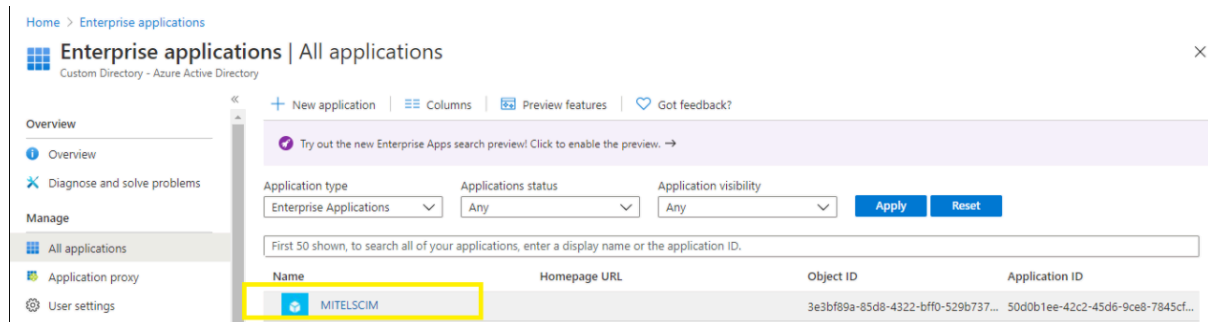 Home > Enterprise applications
Enterprise applications | All applications
Custom Directory - Azure Active Directory
Overview
Overview
Diagnose and solve problems
Manage
All applications
Application proxy
User settings
New application
Columns
Preview features
Got feedback?
Try out the new Enterprise Apps search preview! Click to enable the preview. →
Application type
Applications status
Application visibility
Enterprise Applications
Any
Any
Apply
Reset
First 50 shown, to search all of your applications, enter a display name or the application ID.
Name
Homepage URL
Object ID
Application ID
MITELSCIM
3e3bf89a-85d8-4322-bff0-529b737...
50d0b1ee-42c2-45d6-9ce8-7845cf...